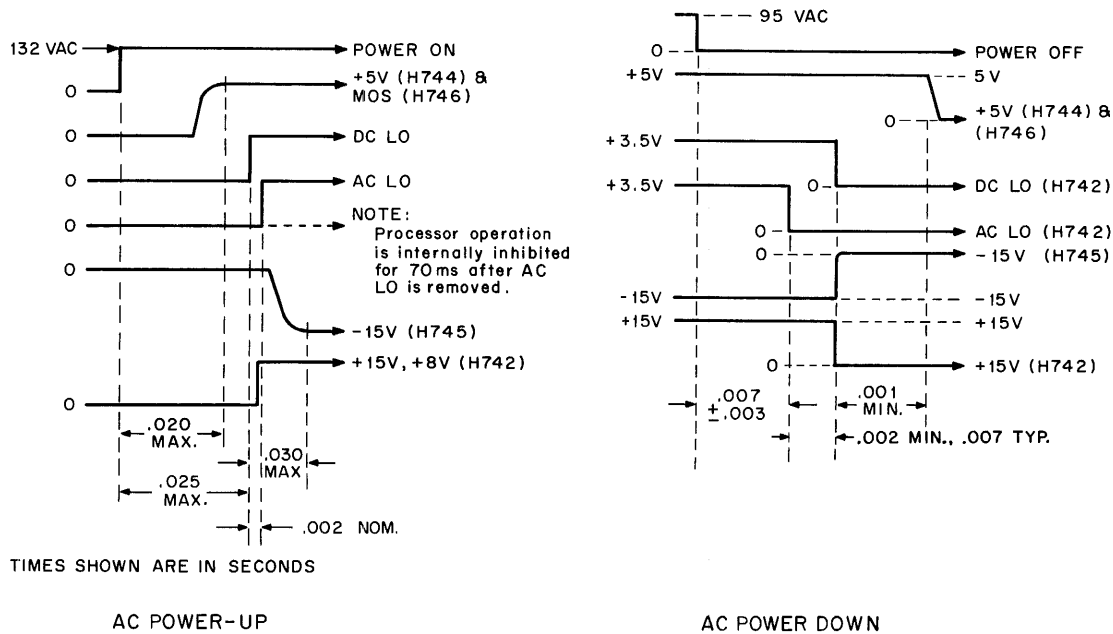 132 VAC
POWER ON
0
+5V (H744) &
MOS (H746)
0
DC LO
0
AC LO
0
NOTE:
Processor operation
is internally inhibited
for 70ms after AC
LO is removed.
0
-15V (H745)
+15V, +8V (H742)
0
.020
MAX.
.030
MAX
.025
MAX.
.002 NOM.
TIMES SHOWN ARE IN SECONDS
AC POWER-UP
95 VAC
0
POWER OFF
+5V
5V
0
+5V (H744) &
(H746)
+3.5V
0
DC LO (H742)
+3.5V
0
AC LO (H742)
0
-15V (H745)
-15V
-15V
+15V
+15V
0
+15V (H742)
.007
±.003
.001
MIN.
.002 MIN., .007 TYP.
AC POWER DOWN